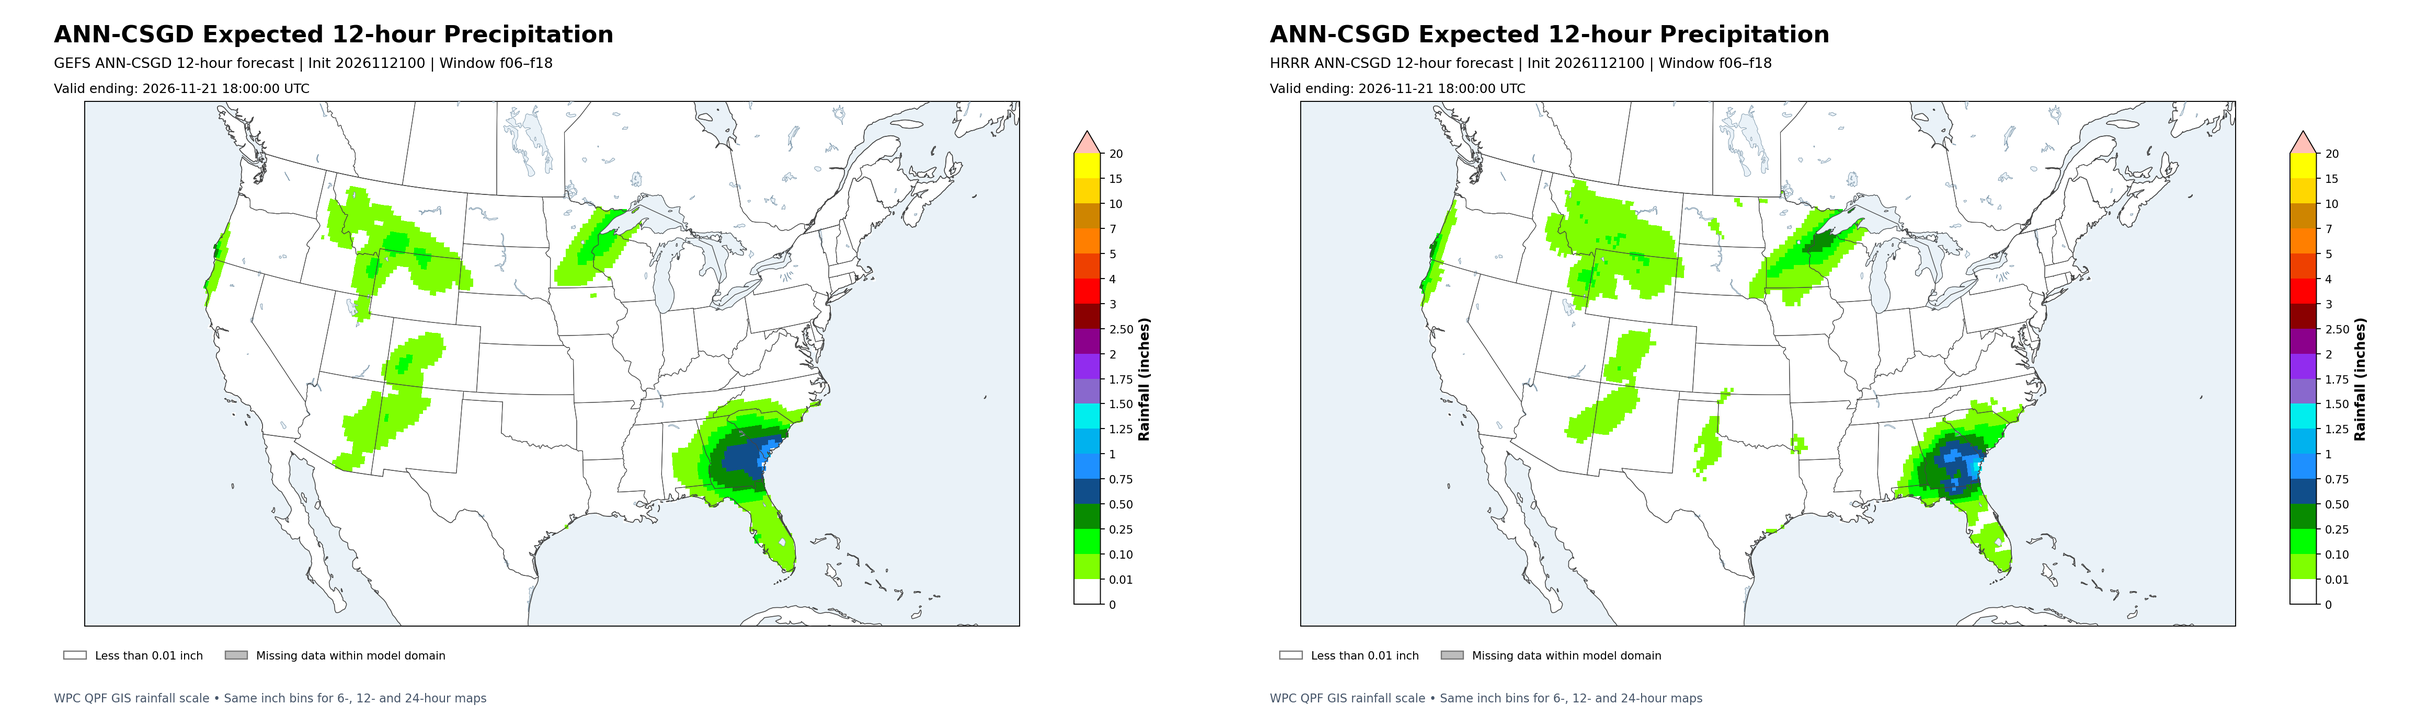 ANN-CSGD Expected 12-hour Precipitation
GEFS ANN-CSGD 12-hour forecast | Init 2026112100 | Window f06–f18
Valid ending: 2026-11-21 18:00:00 UTC
20
15
10
7
5
4
3
2.50
2
1.75
1.50
1.25
1
0.75
0.50
0.25
0.10
0.01
0
Rainfall (inches)
Less than 0.01 inch
Missing data within model domain
WPC QPF GIS rainfall scale • Same inch bins for 6-, 12- and 24-hour maps
ANN-CSGD Expected 12-hour Precipitation
HRRR ANN-CSGD 12-hour forecast | Init 2026112100 | Window f06–f18
Valid ending: 2026-11-21 18:00:00 UTC
20
15
10
7
5
4
3
2.50
2
1.75
1.50
1.25
1
0.75
0.50
0.25
0.10
0.01
0
Rainfall (inches)
Less than 0.01 inch
Missing data within model domain
WPC QPF GIS rainfall scale • Same inch bins for 6-, 12- and 24-hour maps